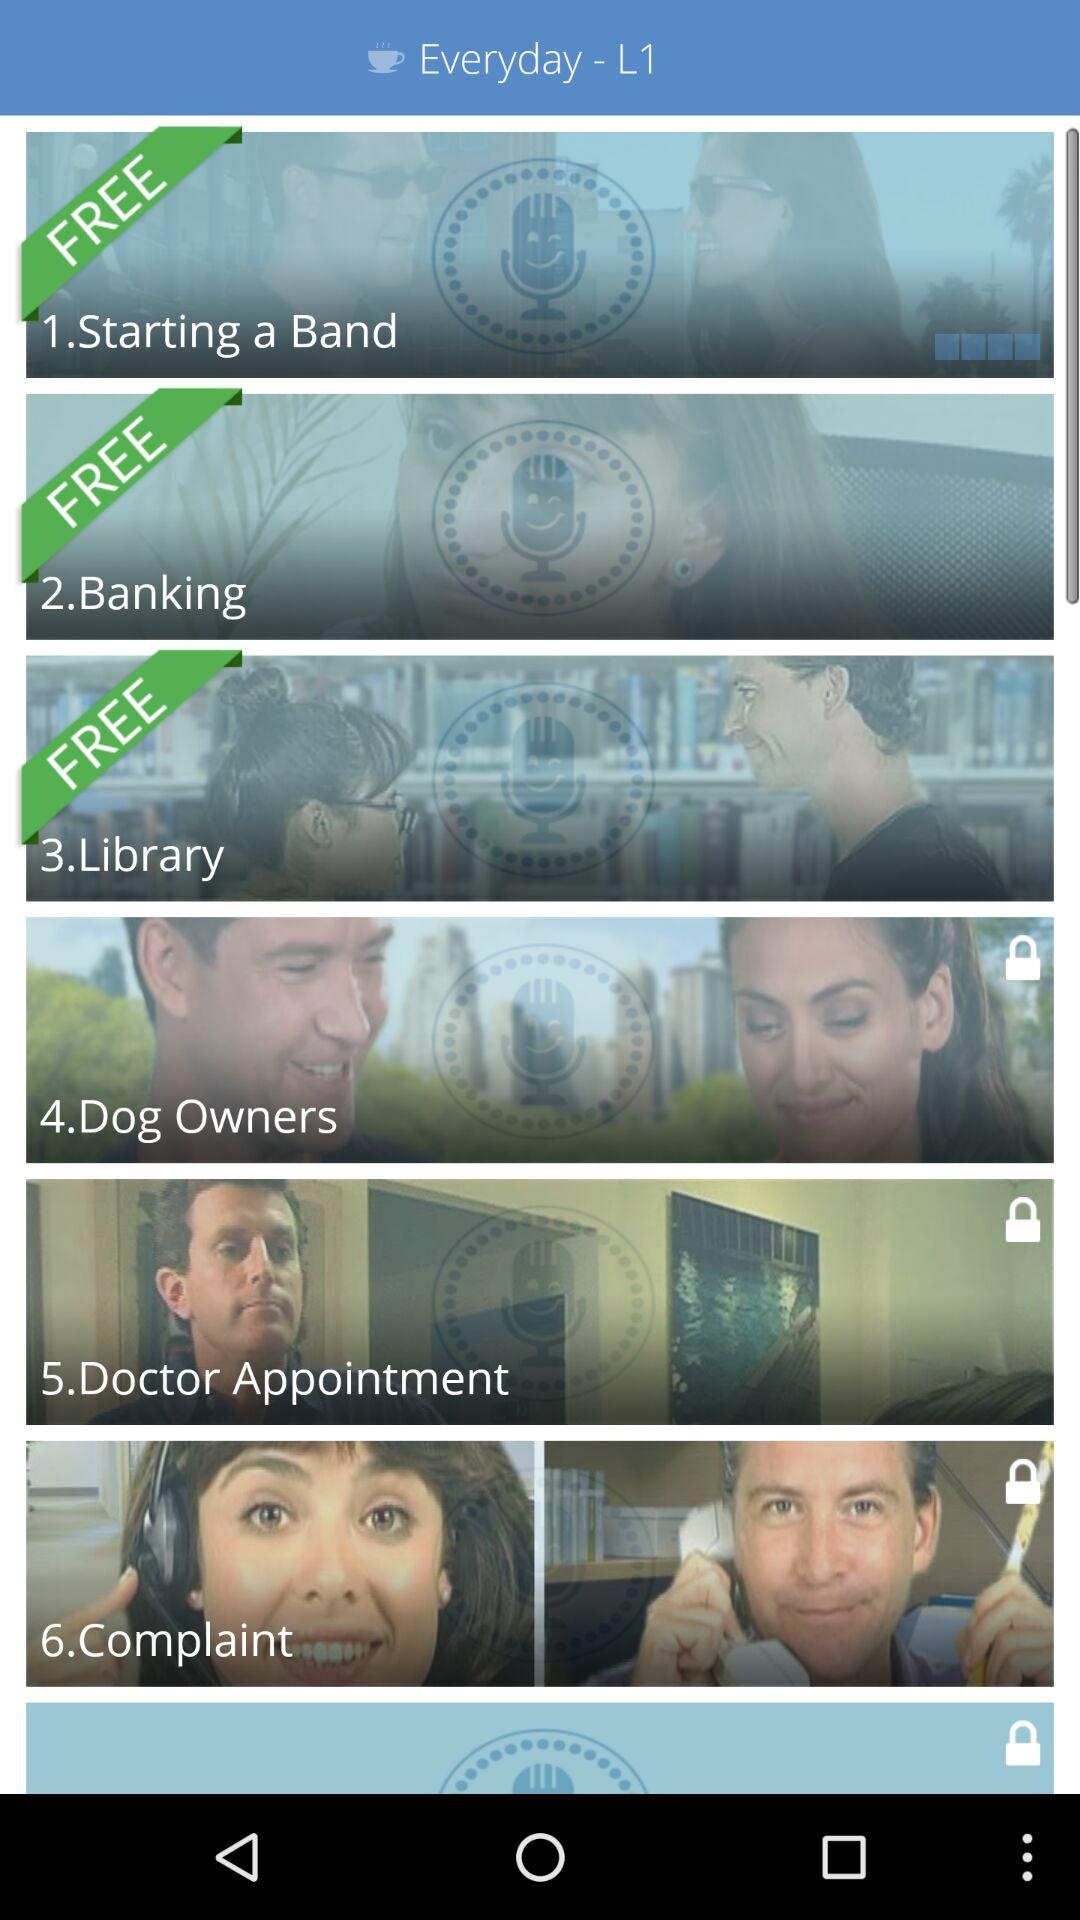 Everyday - L1
FREE
1.Starting a Band
FREE
2.Banking
FREE
3.Library
4.Dog Owners
5.Doctor Appointment
6.Complaint